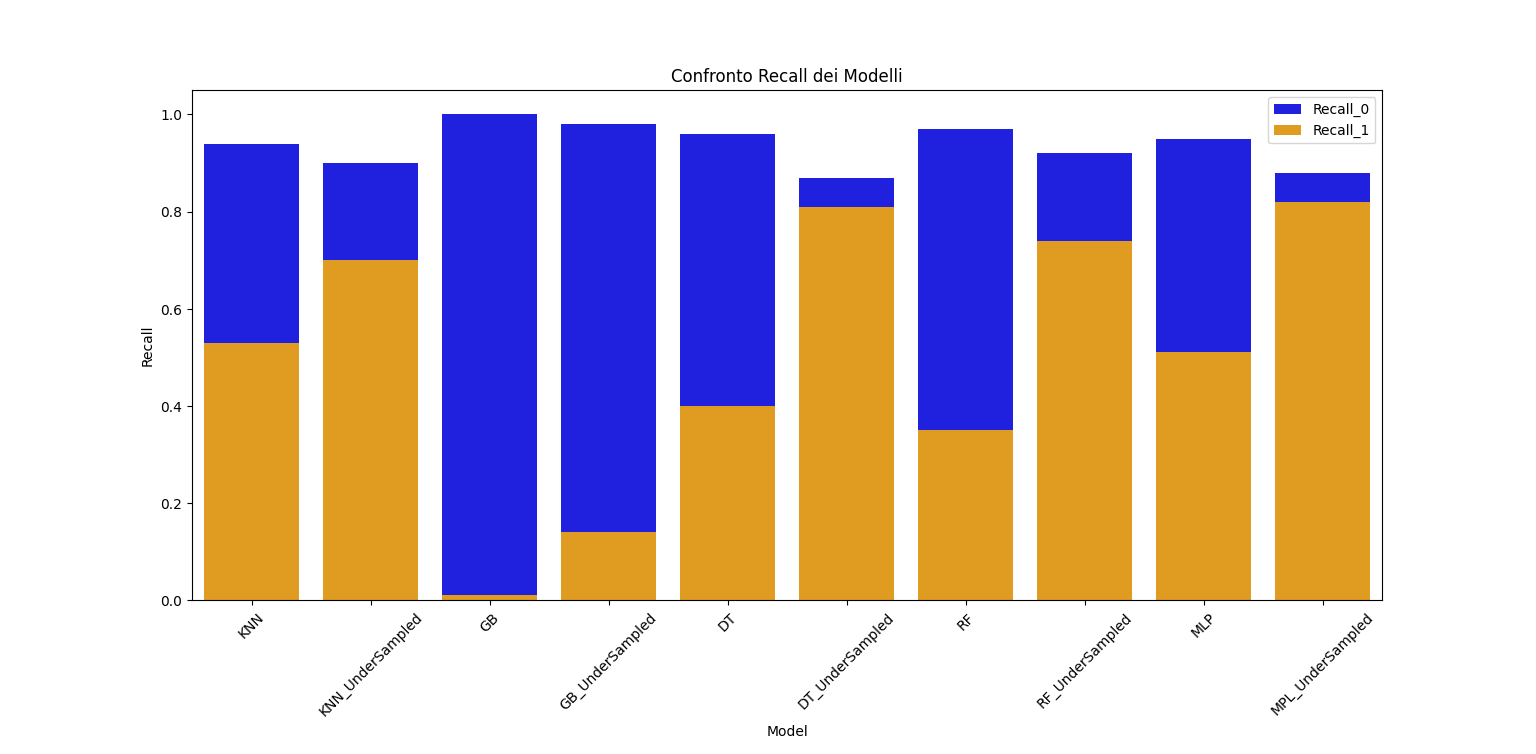 Confronto Recall dei Modelli
Recall_0
Recall_1
1.0
0.8
0.6
0.4
0.2
0.0
Recall
KNN
KNN_UnderSampled
GB
GB_UnderSampled
DT
DT_UnderSampled
RF
RF_UnderSampled
MLP
MPL_UnderSampled
Model